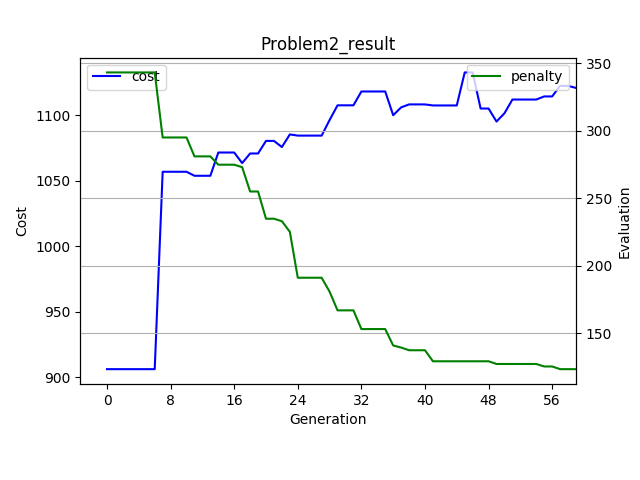 Problem2_result
cost
penalty
Cost
1100
1050
1000
950
900
350
300
250
200
150
Evaluation
0 8 16 24 32 40 48 56
Generation